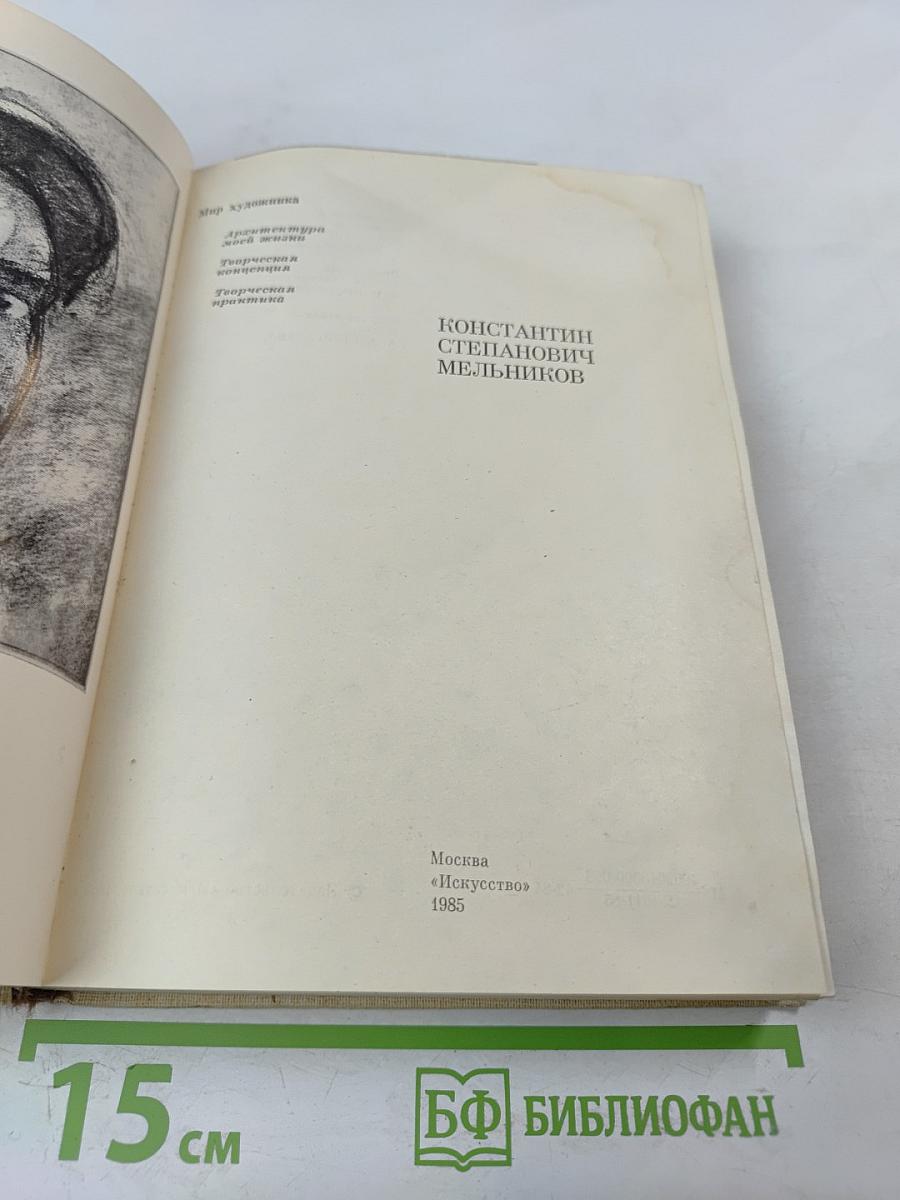 Мир художника
Архитектура
моей жизни
Творческая
концепция
Творческая
практика
КОНСТАНТИН
СТЕПАНОВИЧ
МЕЛЬНИКОВ
Москва
«Искусство»
1985
15 см
БФ БИБЛИОФАН